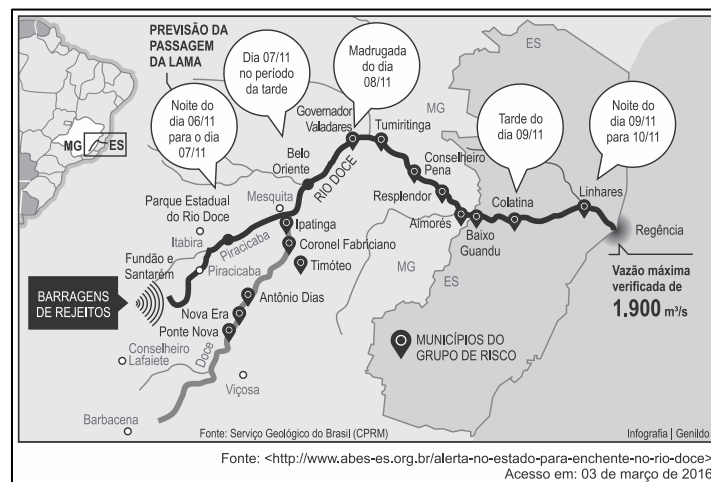 PREVISÃO DA
PASSAGEM
DA LAMA
Noite do
dia 06/11
para o dia
07/11
Dia 07/11
no período
da tarde
Madrugada
do dia
08/11
Tarde do
dia 09/11
Noite do
dia 09/11
para 10/11
MG
ES
ES
MG
MG
ES
Governador
Valadares
Tumiritinga
Belo
Oriente
RIO DOCE
Conselheiro
Pena
Resplendor
Aimorés
Baixo
Guandu
Colatina
Linhares
Regência
Mesquita
Parque Estadual
do Rio Doce
Itabira
Piracicaba
Piracicaba
Ipatinga
Coronel Fabriciano
Timóteo
Fundão e
Santarém
BARRAGENS
DE REJEITOS
Antônio Dias
Nova Era
Ponte Nova
Doce
Conselheiro
Lafaiete
Viçosa
Barbacena
Vazão máxima
verificada de
1.900 m³/s
MUNICÍPIOS DO
GRUPO DE RISCO
Fonte: Serviço Geológico do Brasil (CPRM)
Infografia | Genildo
Fonte: <http://www.abes-es.org.br/alerta-no-estado-para-enchente-no-rio-doce>
Acesso em: 03 de março de 2016